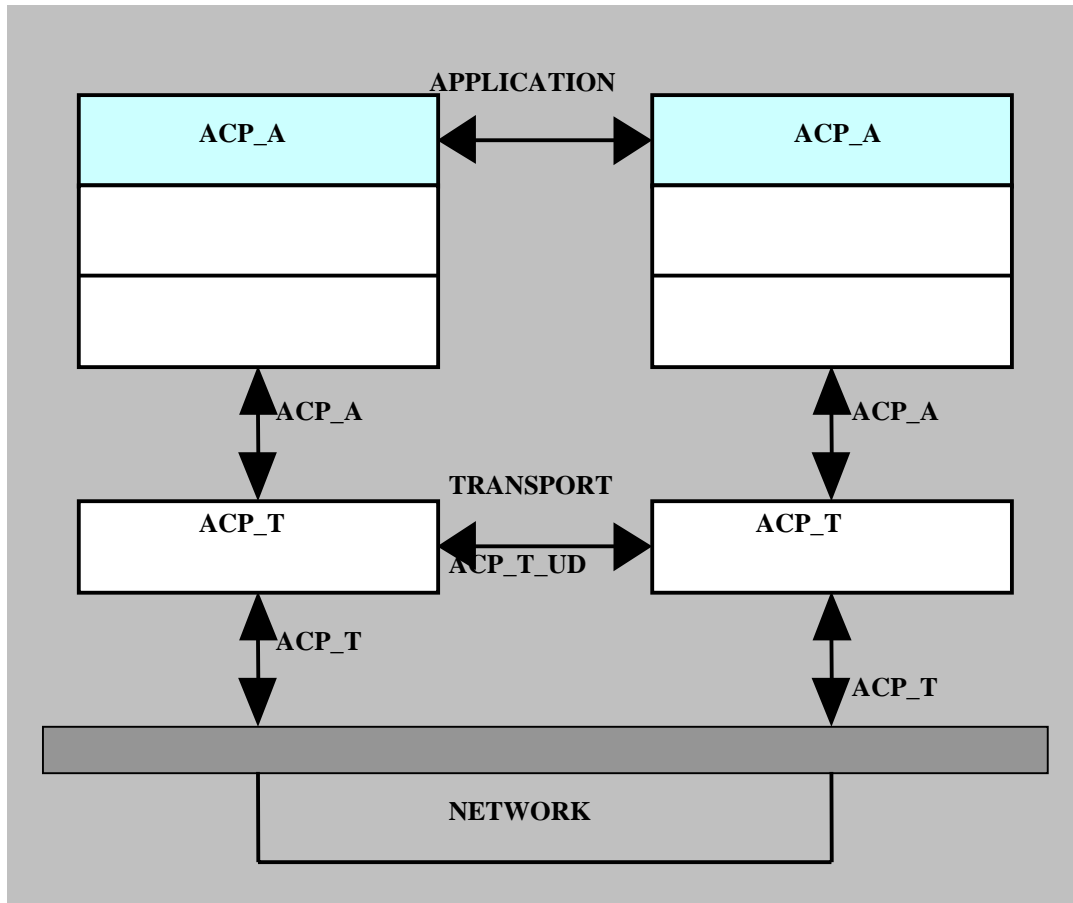 APPLICATION
ACP_A
ACP_A
ACP_A
ACP_A
TRANSPORT
ACP_T
ACP_T
ACP_T_UD
ACP_T
ACP_T
NETWORK